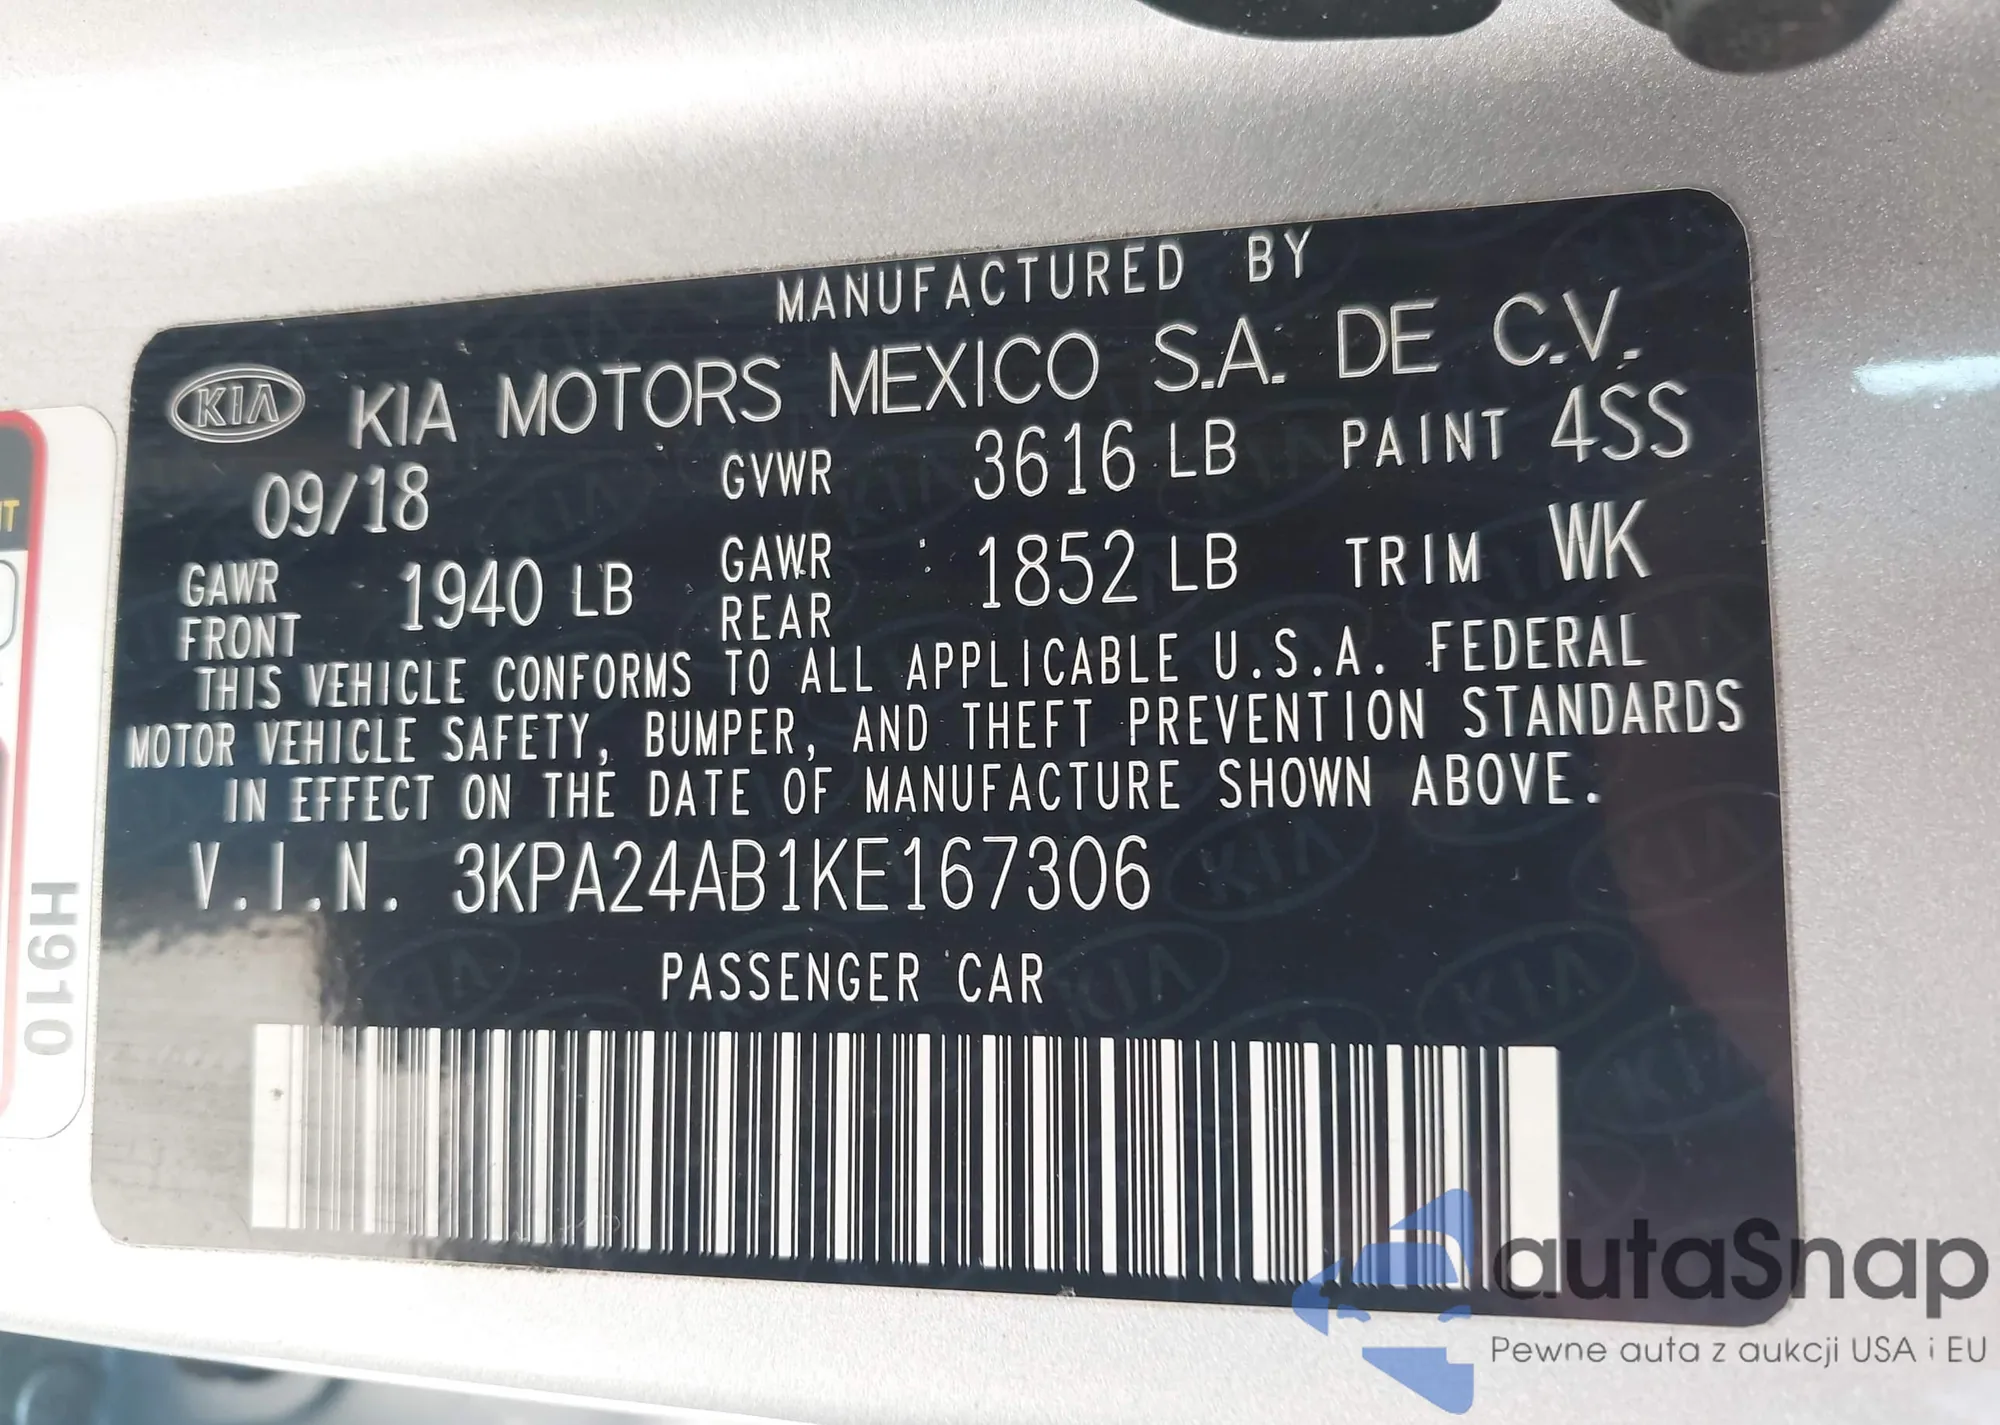 MANUFACTURED BY
KIA KIA MOTORS MEXICO S.A. DE C.V.
09/18 GVWR 3616 LB PAINT 4SS
GAWR FRONT 1940 LB GAWR REAR : 1852 LB TRIM WK
THIS VEHICLE CONFORMS TO ALL APPLICABLE U.S.A. FEDERAL
MOTOR VEHICLE SAFETY, BUMPER, AND THEFT PREVENTION STANDARDS
IN EFFECT ON THE DATE OF MANUFACTURE SHOWN ABOVE.
V.I.N. 3KPA24AB1KE167306
PASSENGER CAR
H910
autaSnap
Pewne auta z aukcji USA i EU